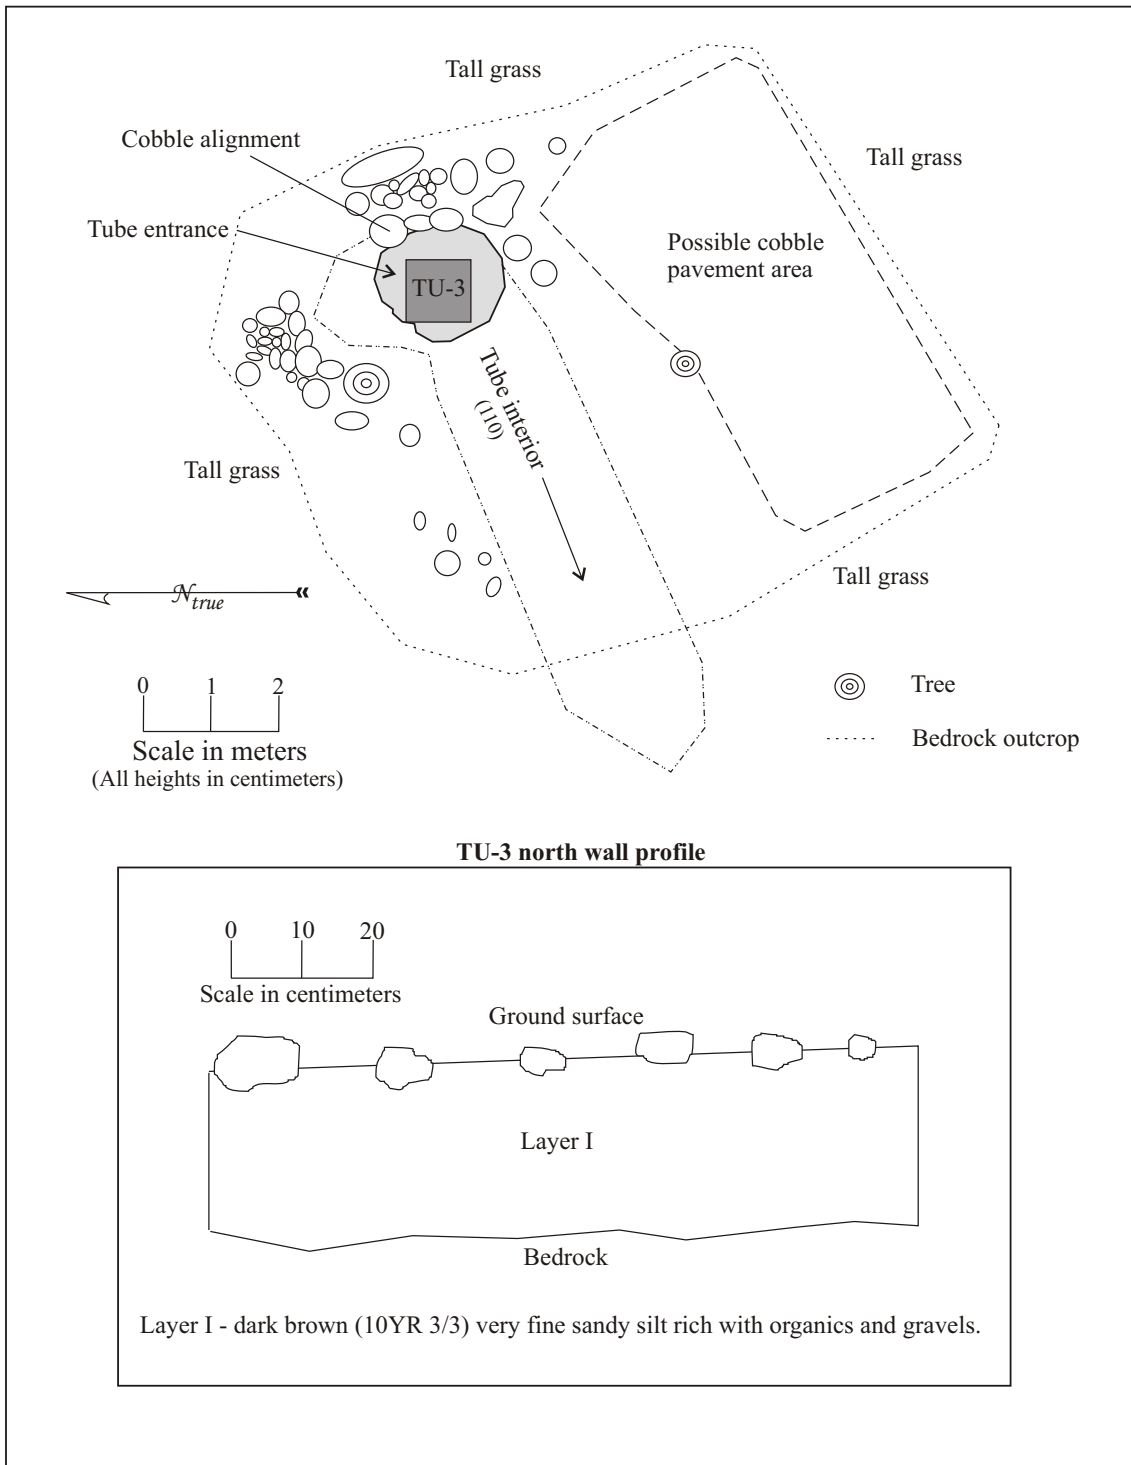 Tall grass
Cobble alignment
Tall grass
Tube entrance
Possible cobble
pavement area
TU-3
Tube interior
(110)
Tall grass
Tall grass
N true
0 1 2
Scale in meters
(All heights in centimeters)
Tree
Bedrock outcrop
TU-3 north wall profile
0 10 20
Scale in centimeters
Ground surface
Layer I
Bedrock
Layer I - dark brown (10YR 3/3) very fine sandy silt rich with organics and gravels.